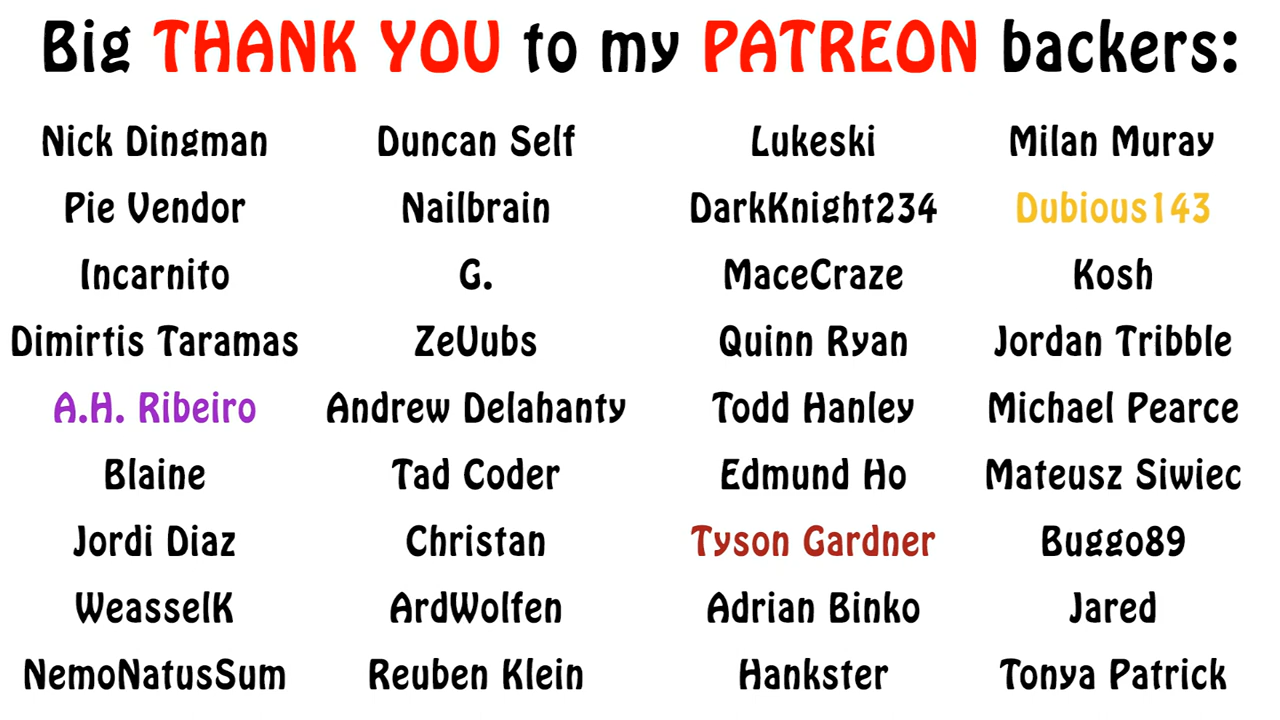 Big THANK YOU to my PATREON backers:
Nick Dingman Duncan Self Lukeski Milan Muray
Pie Vendor Nailbrain DarkKnight234 Dubious143
Incarnito G. MaceCraze Kosh
Dimirtis Taramas ZeUubs Quinn Ryan Jordan Tribble
A.H. Ribeiro Andrew Delahanty Todd Hanley Michael Pearce
Blaine Tad Coder Edmund Ho Mateusz Siwiec
Jordi Diaz Christan Tyson Gardner Buggo89
WeasselK ArdWolfen Adrian Binko Jared
NemoNatusSum Reuben Klein Hankster Tonya Patrick